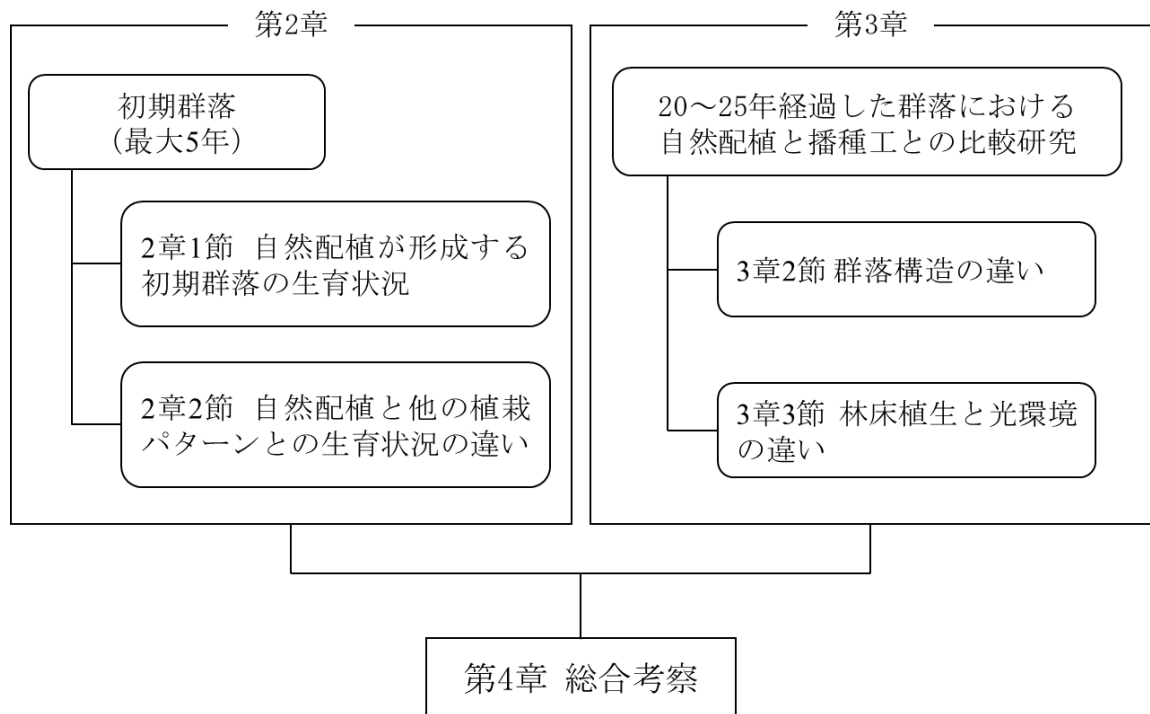 第2章
初期群落
(最大5年)
2章1節 自然配植が形成する
初期群落の生育状況
2章2節 自然配植と他の植栽
パターンとの生育状況の違い
第3章
20～25年経過した群落における
自然配植と播種工との比較研究
3章2節 群落構造の違い
3章3節 林床植生と光環境
の違い
第4章 総合考察